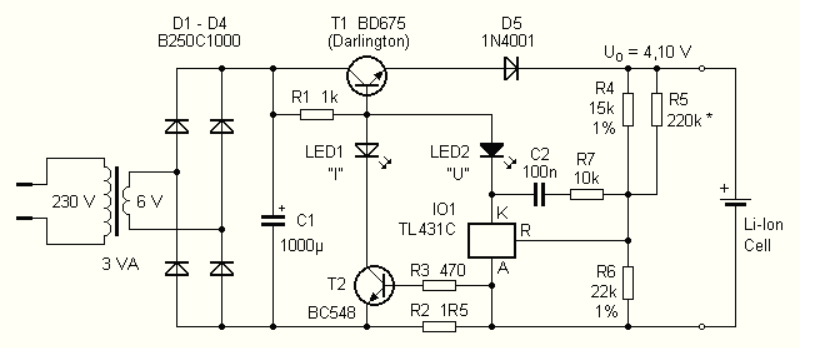 D1 - D4
B250C1000
T1 BD675
(Darlington)
D5
1N4001
U0 = 4,10 V
R1 1k
R4
15k
1%
R5
220k *
LED1
"I"
LED2
"U"
C2
100n
R7
10k
230 V
6 V
3 VA
+
C1
1000µ
IO1
TL431C
K
R
A
+
Li-Ion
Cell
T2
BC548
R3 470
R2 1R5
R6
22k
1%